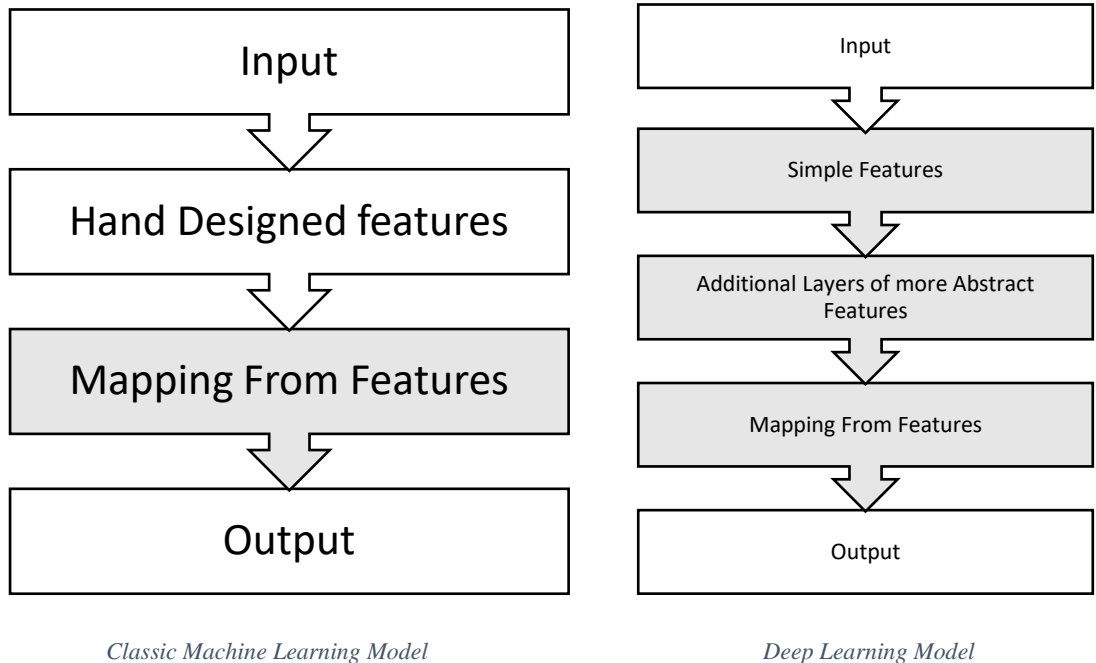 Input
Hand Designed features
Mapping From Features
Output
Classic Machine Learning Model
Input
Simple Features
Additional Layers of more Abstract
Features
Mapping From Features
Output
Deep Learning Model